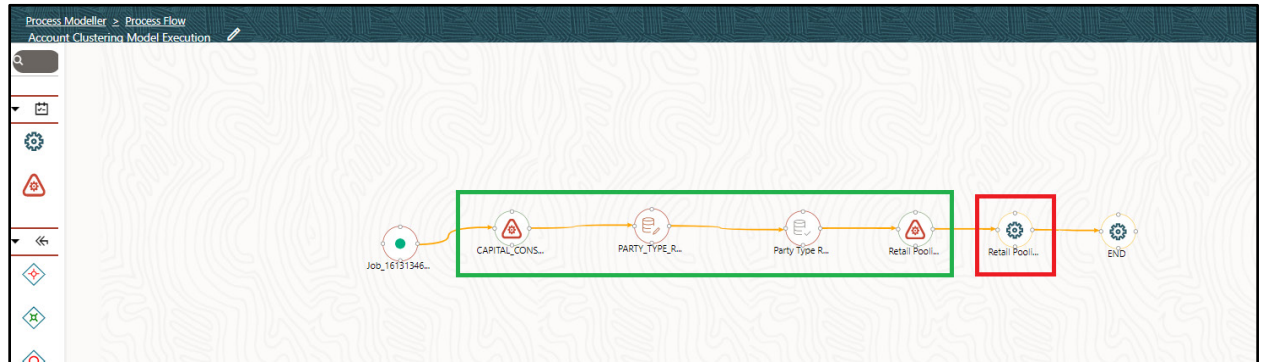 Process Modeller > Process Flow
Account Clustering Model Execution
Job_16131346...
CAPITAL_CONS...
PARTY_TYPE_R...
Party Type R...
Retail Pooli...
Retail Pooli...
END